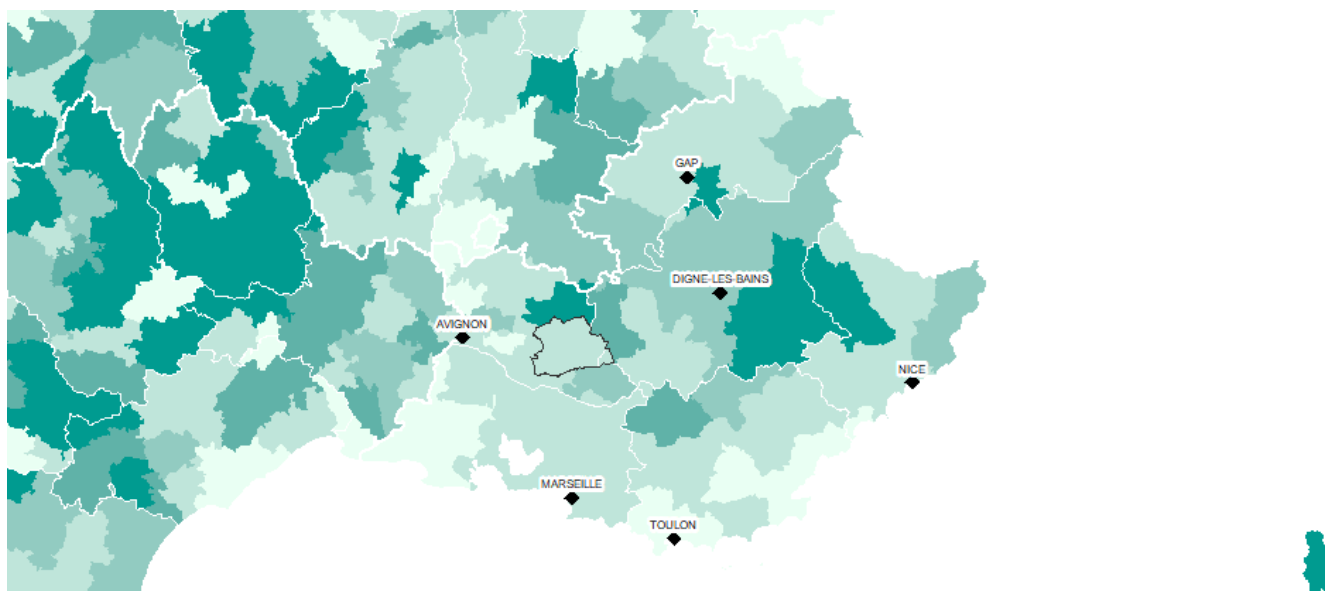 GAP
DIGNE-LES-BAINS
AVIGNON
NICE
MARSEILLE
TOULON